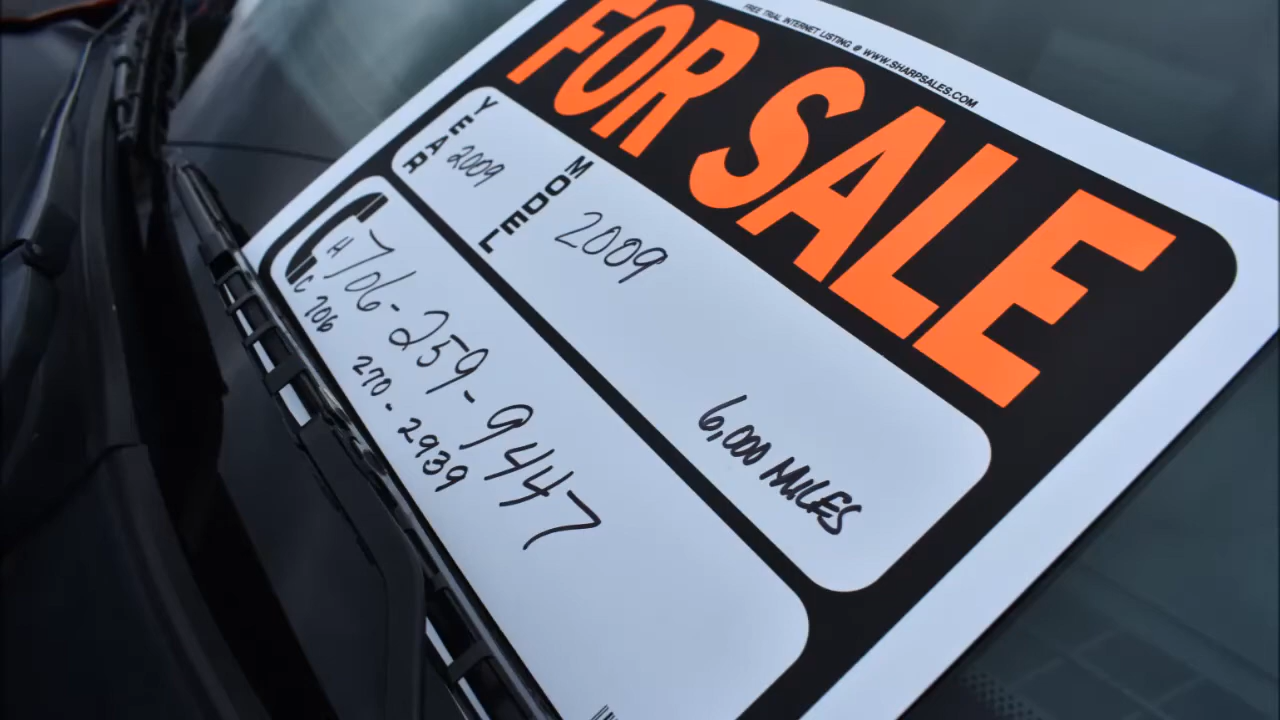 FREE TRIAL INTERNET LISTING @ WWW.SHARPSALES.COM
FOR SALE
YEAR 2009 MODEL 2009
6,000 MILES
H 706-259-9447
C 706 270-2939